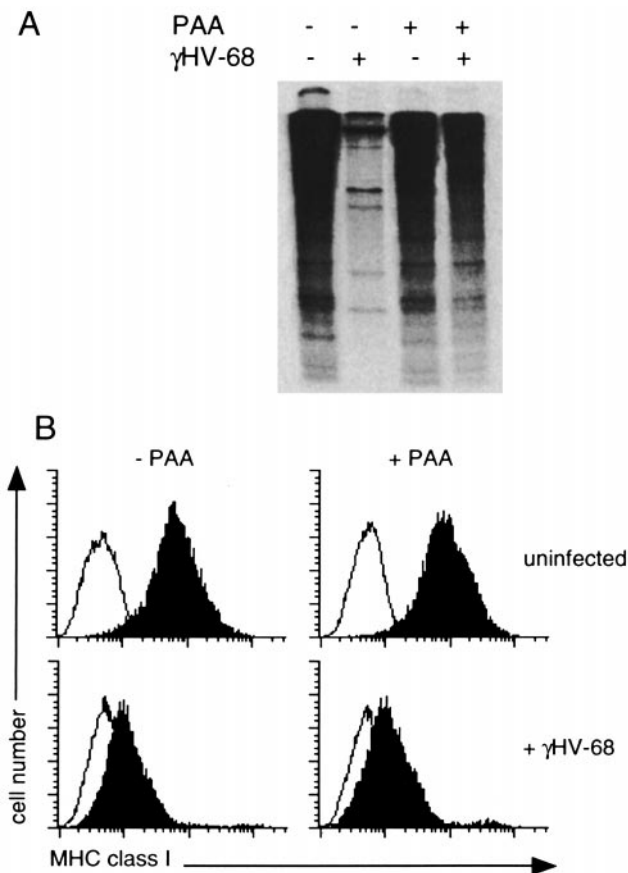 A
PAA - - + +
γHV-68 - + - +
B
- PAA + PAA
uninfected
+ γHV-68
cell number
MHC class I